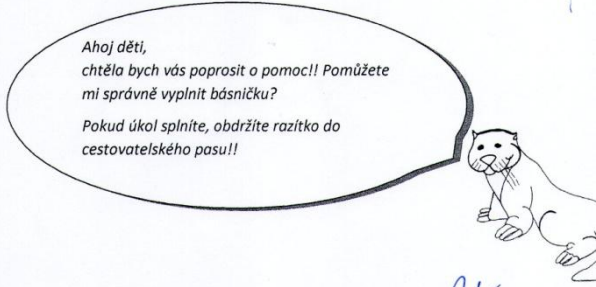 Ahoj děti,
chtěla bych vás poprosit o pomoc!! Pomůžete
mi správně vyplnit básničku?
Pokud úkol splníte, obdržíte razítko do
cestovatelského pasu!!